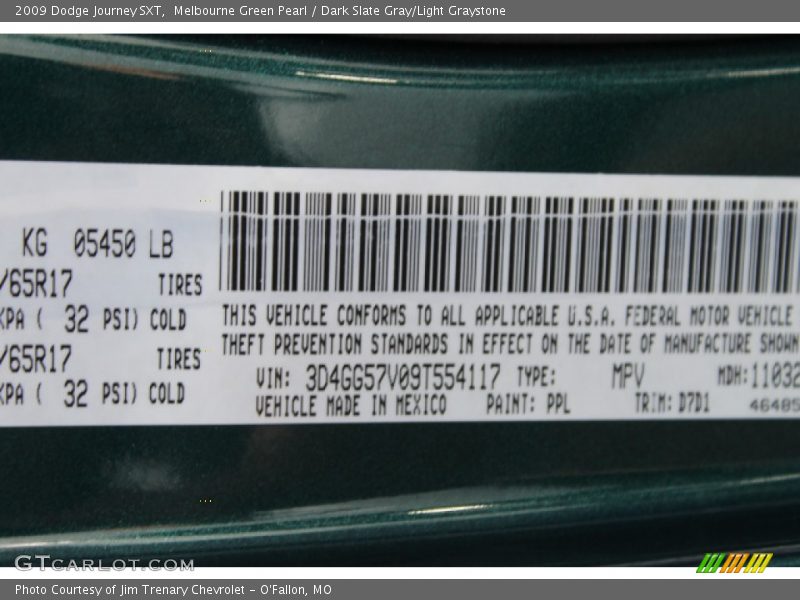 2009 Dodge Journey SXT,  Melbourne Green Pearl / Dark Slate Gray/Light Graystone
KG 05450 LB
/65R17 TIRES
KPA ( 32 PSI) COLD
/65R17 TIRES
KPA ( 32 PSI) COLD
THIS VEHICLE CONFORMS TO ALL APPLICABLE U.S.A. FEDERAL MOTOR VEHICLE
THEFT PREVENTION STANDARDS IN EFFECT ON THE DATE OF MANUFACTURE SHOWN
VIN: 3D4GG57V09T554117 TYPE: MPV MDH: 11032
VEHICLE MADE IN MEXICO PAINT: PPL TRIM: D7D1 46485
GTCARLOT.COM
Photo Courtesy of Jim Trenary Chevrolet - O'Fallon, MO